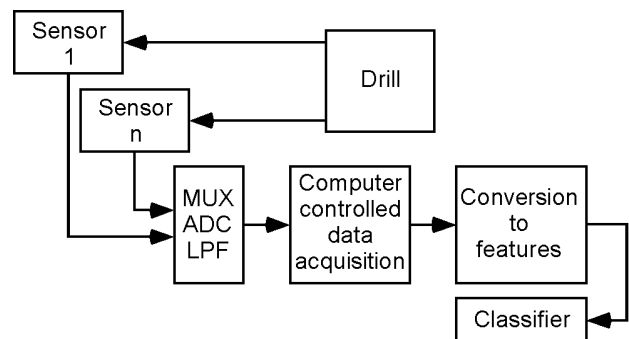 Sensor
1
Drill
Sensor
n
MUX
ADC
LPF
Computer
controlled
data
acquisition
Conversion
to
features
Classifier